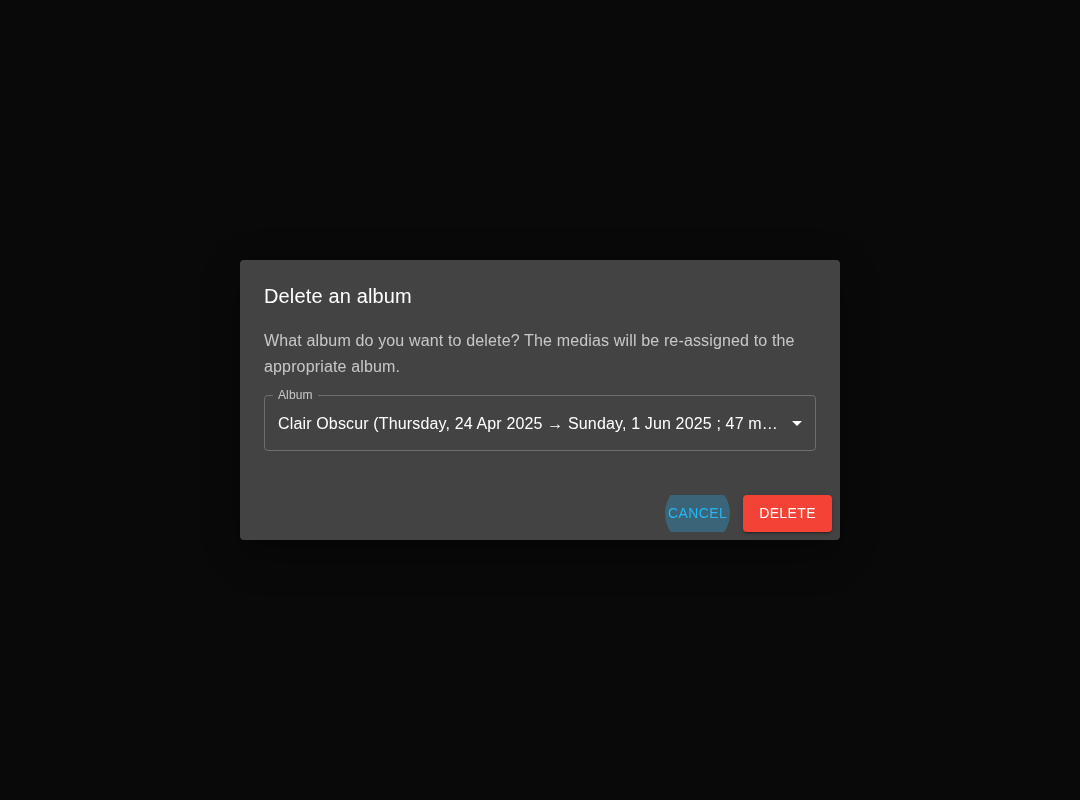 Delete an album
What album do you want to delete? The medias will be re-assigned to the
appropriate album.
Album
Clair Obscur (Thursday, 24 Apr 2025 → Sunday, 1 Jun 2025 ; 47 m…
CANCEL DELETE